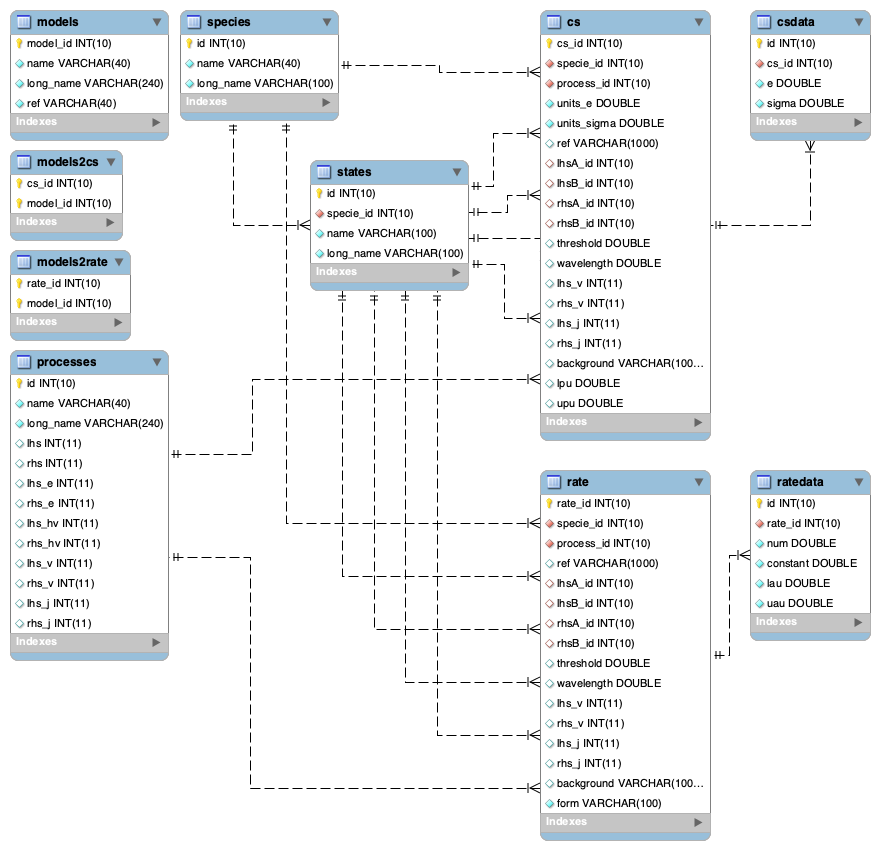 models
model_id INT(10)
name VARCHAR(40)
long_name VARCHAR(240)
ref VARCHAR(40)
Indexes
species
id INT(10)
name VARCHAR(40)
long_name VARCHAR(100)
Indexes
cs
cs_id INT(10)
specie_id INT(10)
process_id INT(10)
units_e DOUBLE
units_sigma DOUBLE
ref VARCHAR(1000)
lhsA_id INT(10)
lhsB_id INT(10)
rhsA_id INT(10)
rhsB_id INT(10)
threshold DOUBLE
wavelength DOUBLE
lhs_v INT(11)
rhs_v INT(11)
lhs_j INT(11)
rhs_j INT(11)
background VARCHAR(100...
lpu DOUBLE
upu DOUBLE
Indexes
csdata
id INT(10)
cs_id INT(10)
e DOUBLE
sigma DOUBLE
Indexes
models2cs
cs_id INT(10)
model_id INT(10)
Indexes
states
id INT(10)
specie_id INT(10)
name VARCHAR(100)
long_name VARCHAR(100)
Indexes
models2rate
rate_id INT(10)
model_id INT(10)
Indexes
processes
id INT(10)
name VARCHAR(40)
long_name VARCHAR(240)
lhs INT(11)
rhs INT(11)
lhs_e INT(11)
rhs_e INT(11)
lhs_hv INT(11)
rhs_hv INT(11)
lhs_v INT(11)
rhs_v INT(11)
lhs_j INT(11)
rhs_j INT(11)
Indexes
rate
rate_id INT(10)
specie_id INT(10)
process_id INT(10)
ref VARCHAR(1000)
lhsA_id INT(10)
lhsB_id INT(10)
rhsA_id INT(10)
rhsB_id INT(10)
threshold DOUBLE
wavelength DOUBLE
lhs_v INT(11)
rhs_v INT(11)
lhs_j INT(11)
rhs_j INT(11)
background VARCHAR(100...
form VARCHAR(100)
Indexes
ratedata
id INT(10)
rate_id INT(10)
num DOUBLE
constant DOUBLE
lau DOUBLE
uau DOUBLE
Indexes